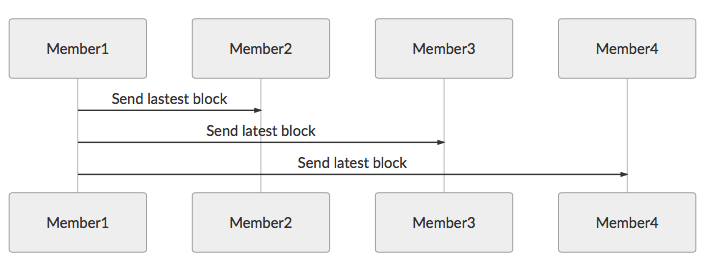 Member1
Member2
Member3
Member4
Send lastest block
Send latest block
Send latest block
Member1
Member2
Member3
Member4